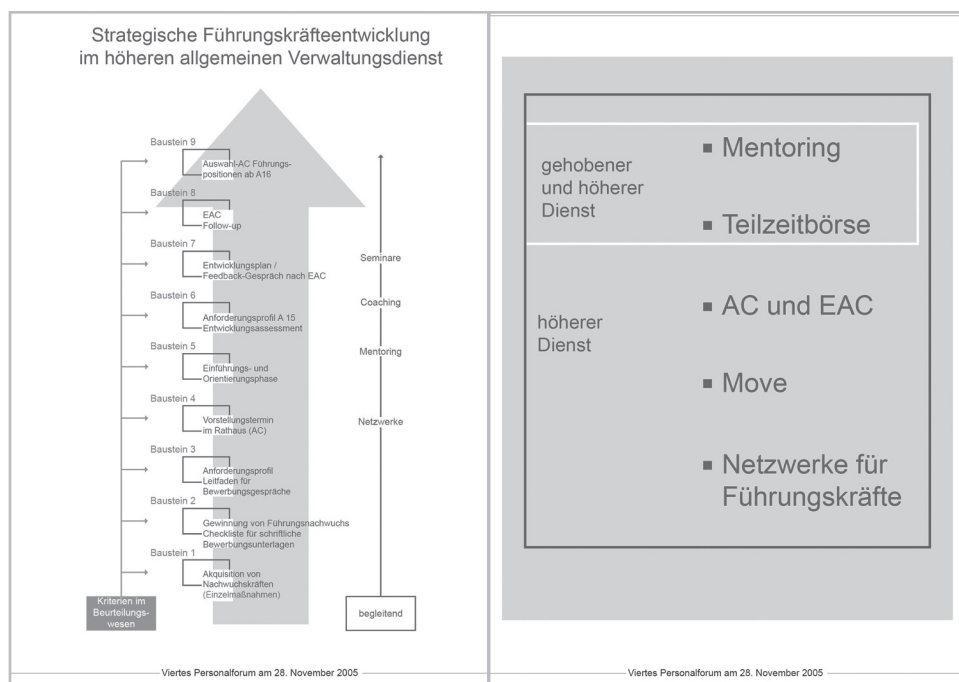 Strategische Führungskräfteentwicklung
im höheren allgemeinen Verwaltungsdienst
Baustein 9
Auswahl-AC Führungs-
positionen ab A16
Baustein 8
EAC
Follow-up
Baustein 7
Entwicklungsplan /
Feedback-Gespräch nach EAC
Baustein 6
Anforderungsprofil A 15
Entwicklungsassessment
Baustein 5
Einführungs- und
Orientierungsphase
Baustein 4
Vorstellungstermin
im Rathaus (AC)
Baustein 3
Anforderungsprofil
Leitfaden für
Bewerbungsgespräche
Baustein 2
Gewinnung von Führungsnachwuchs
Checkliste für schriftliche
Bewerbungsunterlagen
Baustein 1
Akquisition von
Nachwuchskräften
(Einzelmaßnahmen)
Kriterien im
Beurteilungs-
wesen
Seminare
Coaching
Mentoring
Netzwerke
begleitend
Viertes Personalforum am 28. November 2005
gehobener
und höherer
Dienst
▪ Mentoring
▪ Teilzeitbörse
höherer
Dienst
▪ AC und EAC
▪ Move
▪ Netzwerke für
Führungskräfte
Viertes Personalforum am 28. November 2005